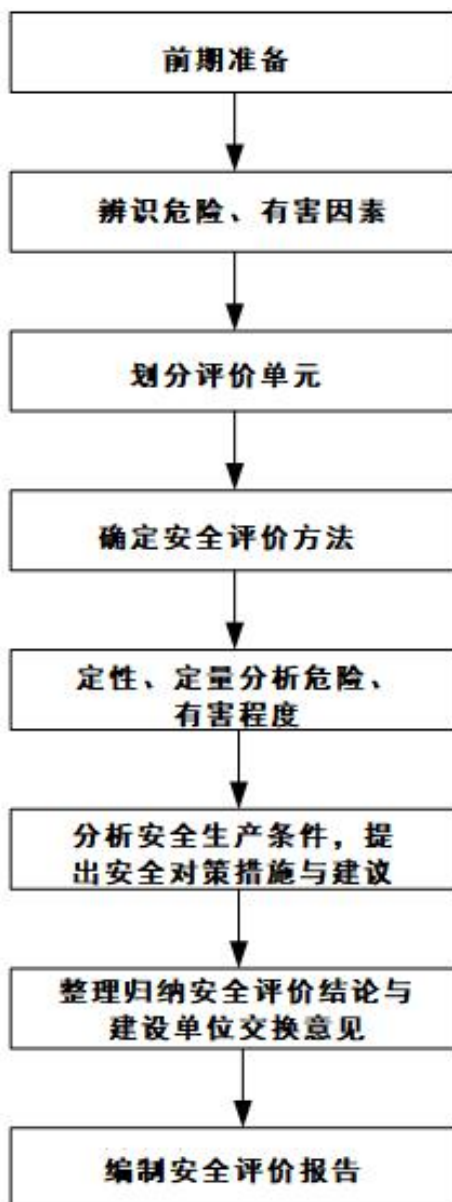 前期准备
辨识危险、有害因素
划分评价单元
确定安全评价方法
定性、定量分析危险、
有害程度
分析安全生产条件，提
出安全对策措施与建议
整理归纳安全评价结论与
建设单位交换意见
编制安全评价报告